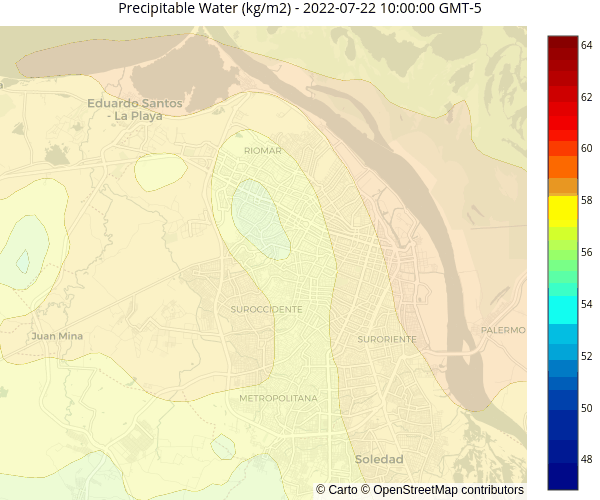 Precipitable Water (kg/m2) - 2022-07-22 10:00:00 GMT-5
64
62
60
58
56
54
52
50
48
Eduardo Santos
- La Playa
RIOMAR
SUROCCIDENTE
Juan Mina
SURORIENTE
PALERMO
METROPOLITANA
Soledad
© Carto © OpenStreetMap contributors